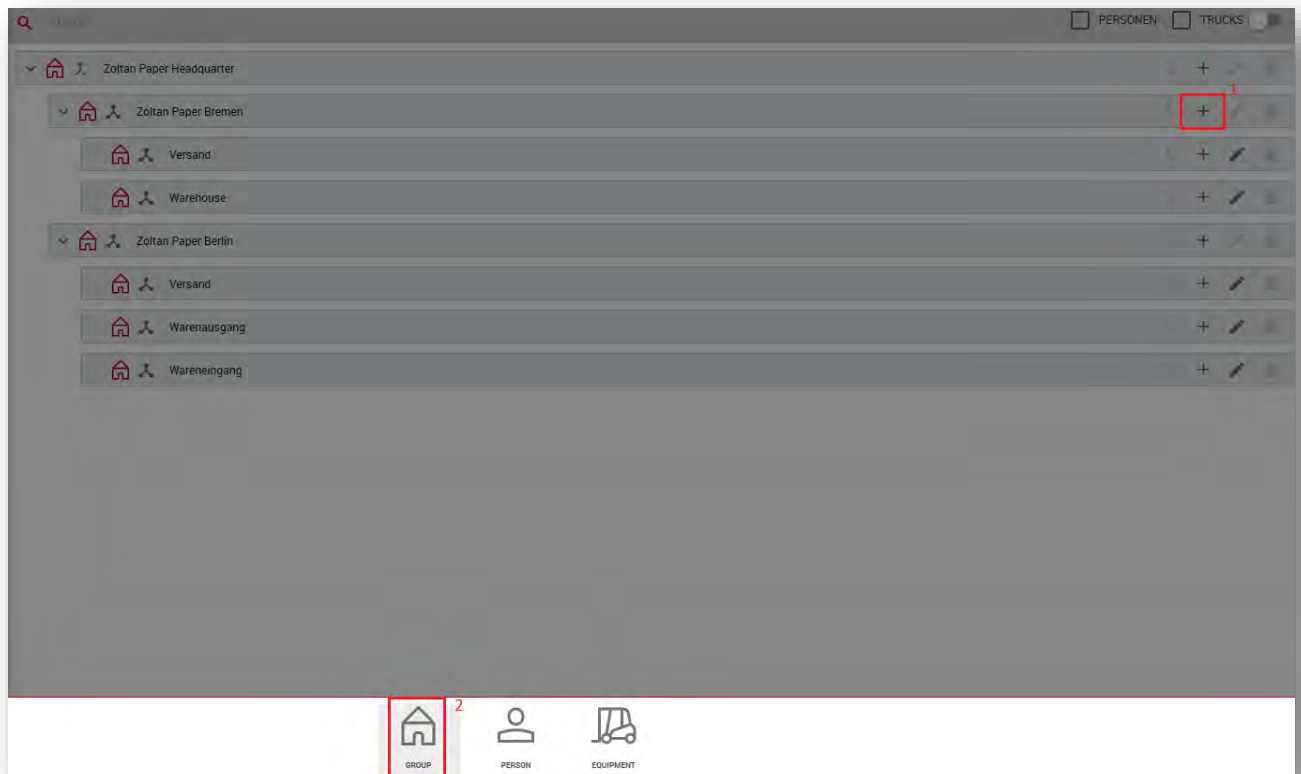 PERSONEN TRUCKS
Zoltan Paper Headquarter
1
Zoltan Paper Bremen
Versand
Warehouse
Zoltan Paper Berlin
Versand
Warenausgang
Wareneingang
2
GROUP PERSON EQUIPMENT